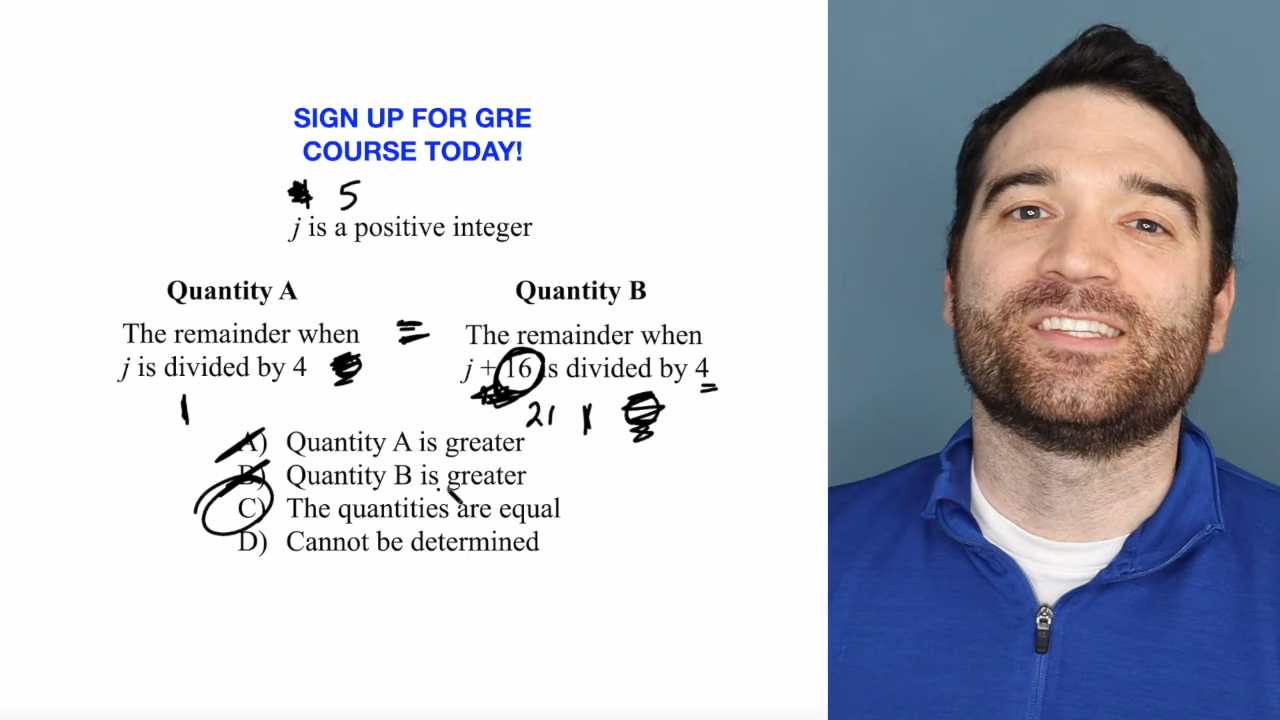 SIGN UP FOR GRE
COURSE TODAY!
5
j is a positive integer
Quantity A = Quantity B
The remainder when
j is divided by 4
The remainder when
j + 16 is divided by 4
1
21
A) Quantity A is greater
B) Quantity B is greater
C) The quantities are equal
D) Cannot be determined